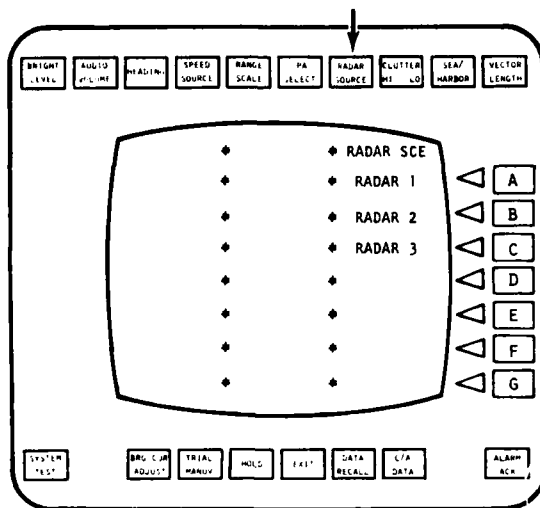 BRIGHT LEVEL
AUDIO VOLUME
HEADING
SPEED SOURCE
RANGE SCALE
PA SELECT
RADAR SOURCE
CLUTTER HI LO
SEA/ HARBOR
VECTOR LENGTH
RADAR SCE
RADAR 1
A
RADAR 2
B
RADAR 3
C
D
E
F
G
SYSTEM TEST
BRG CUR ADJUST
TRIAL MANUV
HOLD
EXIT
DATA RECALL
C/A DATA
ALARM ACK